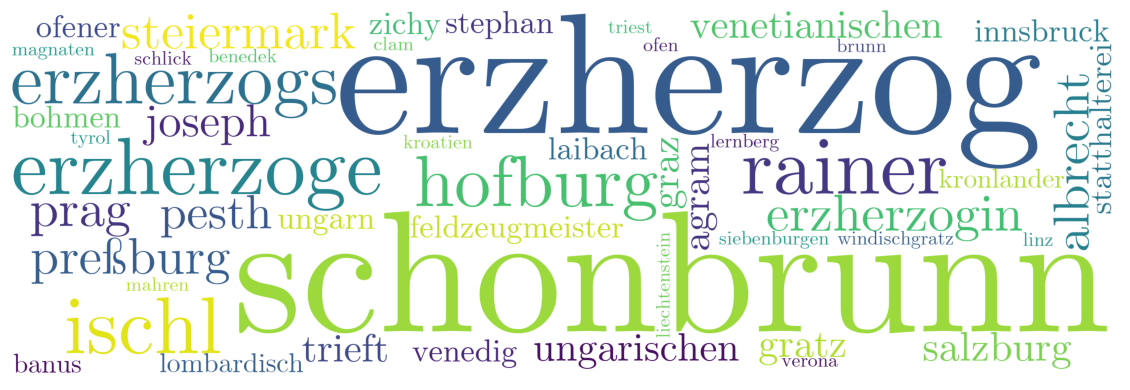 ofener
steiermark
zichy
stephan
triest
venetianischen
innsbruck
magnaten
schlick
benedek
clam
ofen
brunn
erzherzogs
erzherzog
bohmen
joseph
tyrol
kroatien
laibach
lernberg
albrecht
statthalterei
erzherzoge
hofburg
graz
agram
rainer
kronlander
prag
pesth
ungarn
feldzeugmeister
erzherzogin
siebenburgen
windischgratz
linz
preßburg
schonbrunn
liechtenstein
mahren
ischl
trieft
venedig
ungarischen
gratz
verona
salzburg
banus
lombardisch